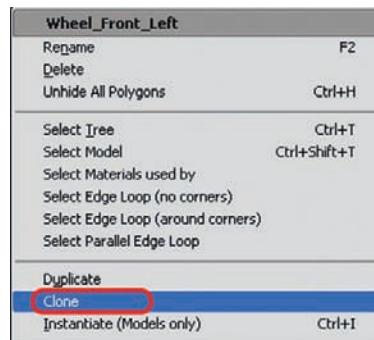 Wheel_Front_Left
Rename F2
Delete
Unhide All Polygons Ctrl+H
Select Tree Ctrl+T
Select Model Ctrl+Shift+T
Select Materials used by
Select Edge Loop (no corners)
Select Edge Loop (around corners)
Select Parallel Edge Loop
Duplicate
Clone
Instantiate (Models only) Ctrl+I